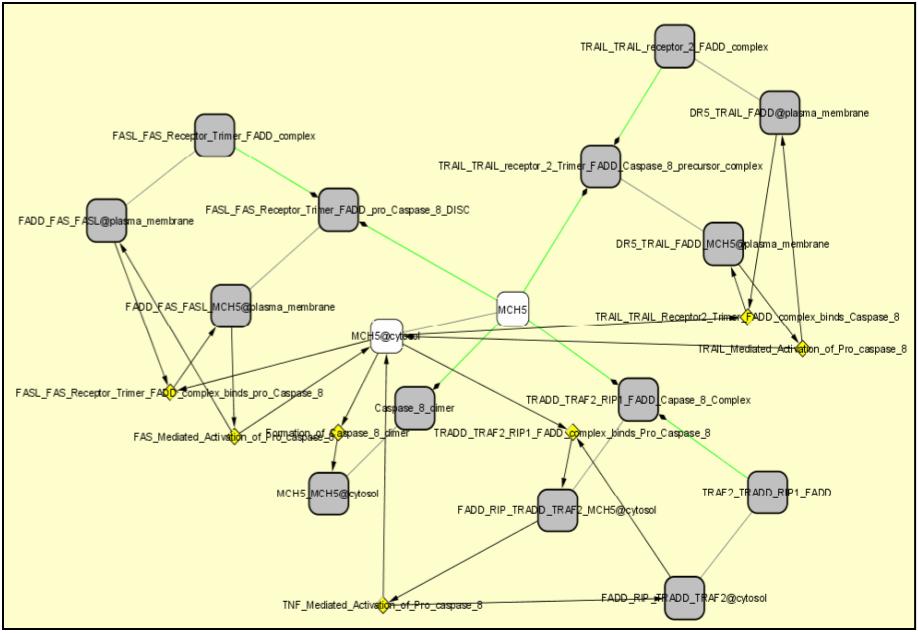 TRAIL_TRAIL_receptor_2_FADD_complex
DR5_TRAIL_FADD@plasma_membrane
FASL_FAS_Receptor_Trimer_FADD_complex
TRAIL_TRAIL_receptor_2_Trimer_FADD_Caspase_8_precursor_complex
FASL_FAS_Receptor_Trimer_FADD_pro_Caspase_8_DISC
FADD_FAS_FASL@plasma_membrane
DR5_TRAIL_FADD_MCH5@plasma_membrane
FADD_FAS_FASL_MCH5@plasma_membrane
MCH5
TRAIL_TRAIL_Receptor2_Trimer_FADD_complex_binds_Caspase_8
MCH5@cytosol
TRAIL_Mediated_Activation_of_Pro_caspase_8
FASL_FAS_Receptor_Trimer_FADD_complex_binds_pro_Caspase_8
TRADD_TRAF2_RIP1_FADD_Capase_8_Complex
Caspase_8_dimer
FAS_Mediated_Activation_of_Pro_caspase_8
Formation_of_Caspase_8_dimer
TRADD_TRAF2_RIP1_FADD_complex_binds_Pro_Caspase_8
MCH5_MCH5@cytosol
TRAF2_TRADD_RIP1_FADD
FADD_RIP_TRADD_TRAF2_MCH5@cytosol
FADD_RIP_TRADD_TRAF2@cytosol
TNF_Mediated_Activation_of_Pro_caspase_8